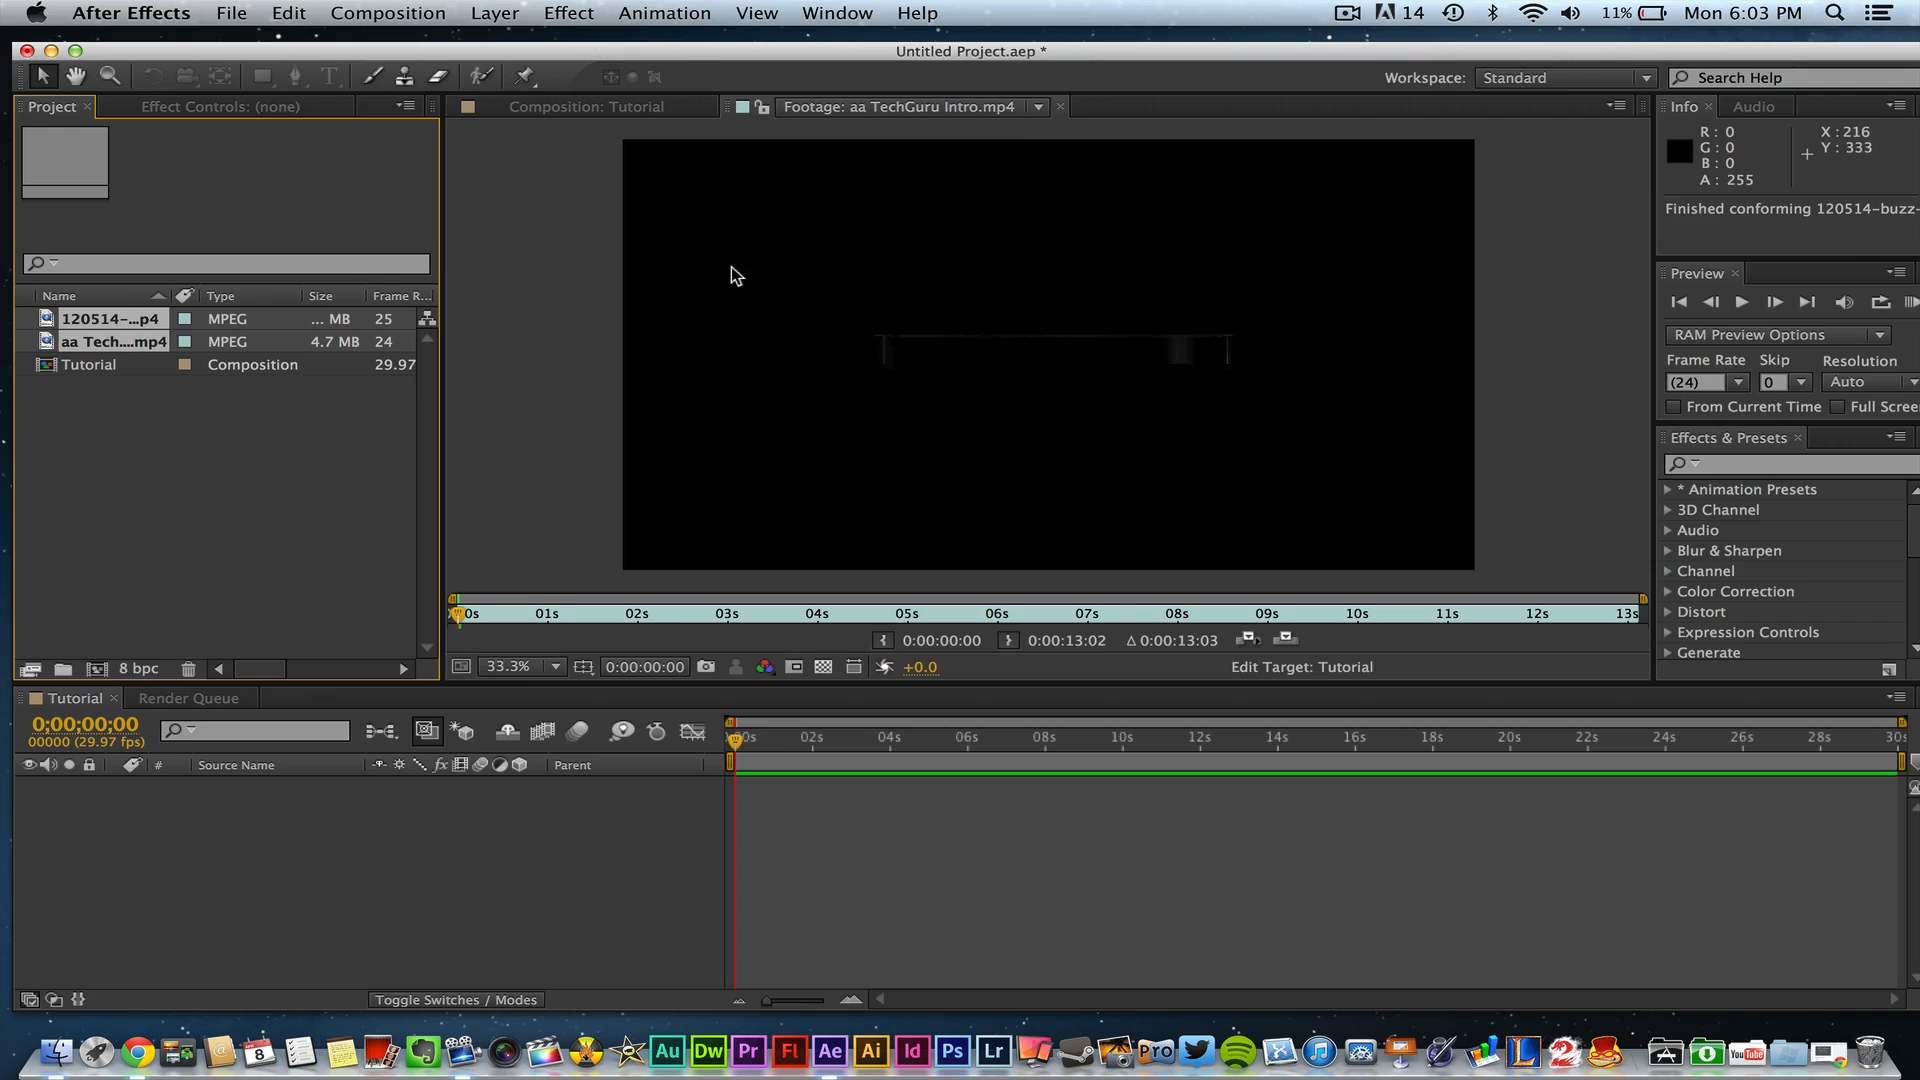 After Effects File Edit Composition Layer Effect Animation View Window Help 14 11% Mon 6:03 PM
Untitled Project.aep *
T Workspace: Standard Search Help
Project × Effect Controls: (none) Composition: Tutorial Footage: aa TechGuru Intro.mp4 × Info × Audio
R : 0 X : 216
G : 0 Y : 333
B : 0
A : 255
Finished conforming 120514-buzz-
Preview ×
Name Type Size Frame R...
120514-...p4 MPEG ... MB 25
aa Tech....mp4 MPEG 4.7 MB 24
Tutorial Composition 29.97
RAM Preview Options
Frame Rate Skip Resolution
(24) 0 Auto
From Current Time Full Scree
Effects & Presets ×
* Animation Presets
3D Channel
Audio
Blur & Sharpen
Channel
Color Correction
Distort
Expression Controls
Generate
0s 01s 02s 03s 04s 05s 06s 07s 08s 09s 10s 11s 12s 13s
{ 0:00:00:00 } 0:00:13:02 Δ 0:00:13:03
8 bpc 33.3% 0:00:00:00 +0.0 Edit Target: Tutorial
Tutorial × Render Queue
0;00;00;00
00000 (29.97 fps)
00s 02s 04s 06s 08s 10s 12s 14s 16s 18s 20s 22s 24s 26s 28s 30s
# Source Name fx Parent
Toggle Switches / Modes
8 Au Dw Pr Fl Ae Ai Id Ps Lr Pro L 2 YouTube